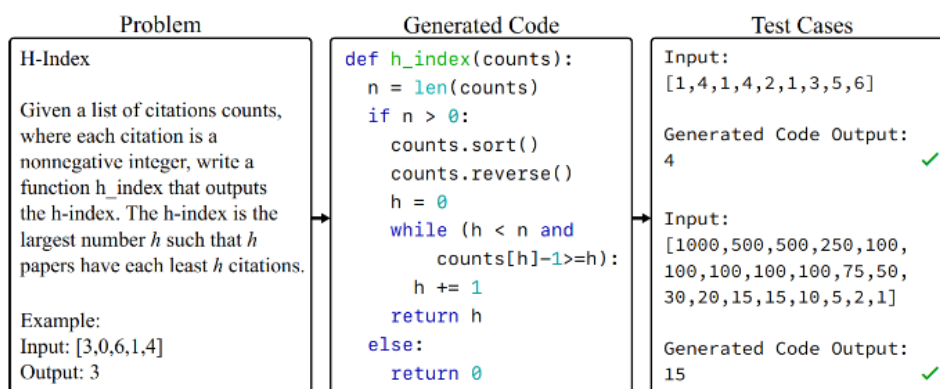 Problem
H-Index
Given a list of citations counts,
where each citation is a
nonnegative integer, write a
function h_index that outputs
the h-index. The h-index is the
largest number h such that h
papers have each least h citations.
Example:
Input: [3,0,6,1,4]
Output: 3
Generated Code
def h_index(counts):
n = len(counts)
if n > 0:
counts.sort()
counts.reverse()
h = 0
while (h < n and
counts[h]-1>=h):
h += 1
return h
else:
return 0
Test Cases
Input:
[1,4,1,4,2,1,3,5,6]
Generated Code Output:
4 ✓
Input:
[1000,500,500,250,100,
100,100,100,100,75,50,
30,20,15,15,10,5,2,1]
Generated Code Output:
15 ✓